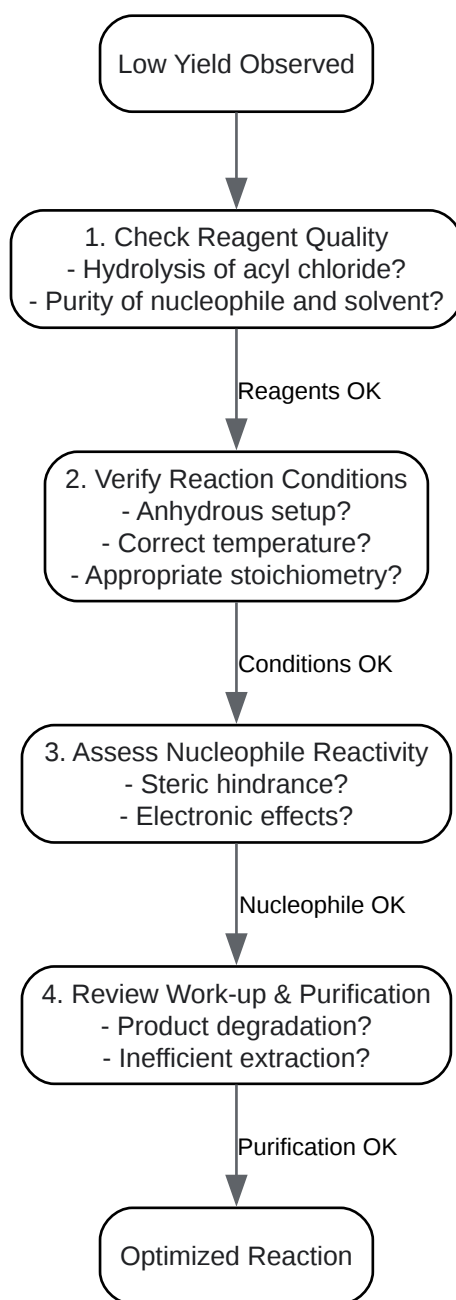 Low Yield Observed
1. Check Reagent Quality
- Hydrolysis of acyl chloride?
- Purity of nucleophile and solvent?
Reagents OK
2. Verify Reaction Conditions
- Anhydrous setup?
- Correct temperature?
- Appropriate stoichiometry?
Conditions OK
3. Assess Nucleophile Reactivity
- Steric hindrance?
- Electronic effects?
Nucleophile OK
4. Review Work-up & Purification
- Product degradation?
- Inefficient extraction?
Purification OK
Optimized Reaction